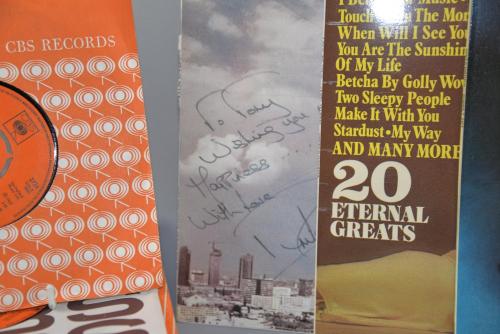 CBS RECORDS
To Tony
Wishing you
Happiness...
With love
Touch
The Mor
When Will I See You
You Are The Sunshin
Of My Life
Betcha By Golly Wow
Two Sleepy People
Make It With You
Stardust • My Way
AND MANY MORE
20
ETERNAL
GREATS